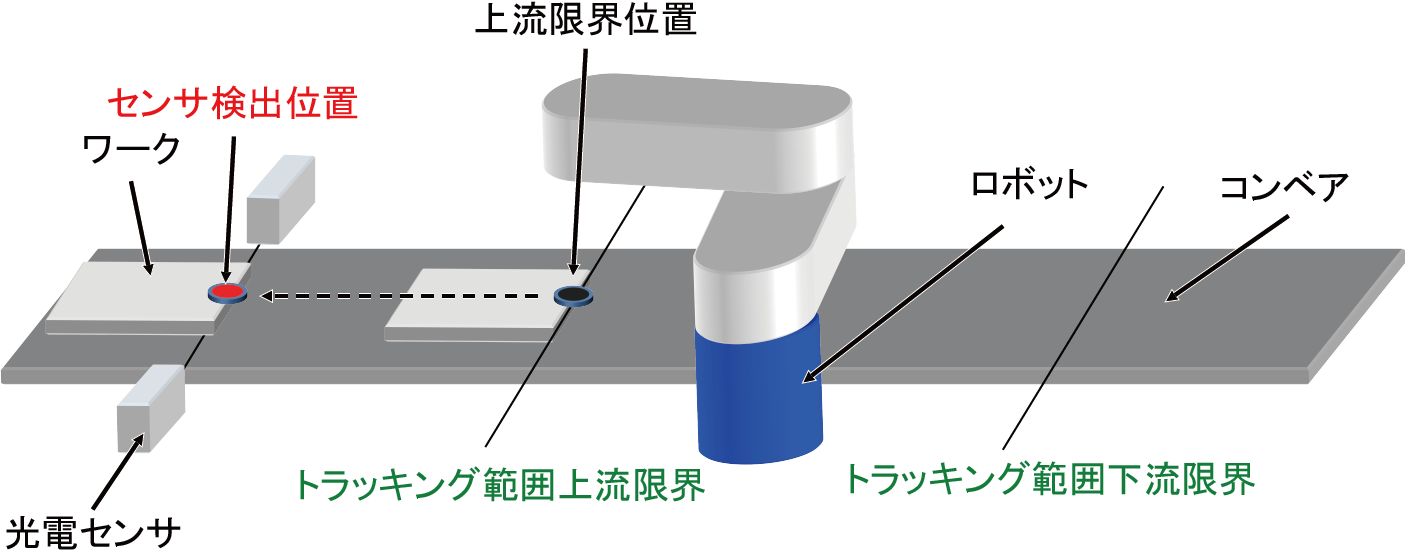 上流限界位置
センサ検出位置
ワーク
ロボット
コンベア
トラッキング範囲上流限界
トラッキング範囲下流限界
光電センサ